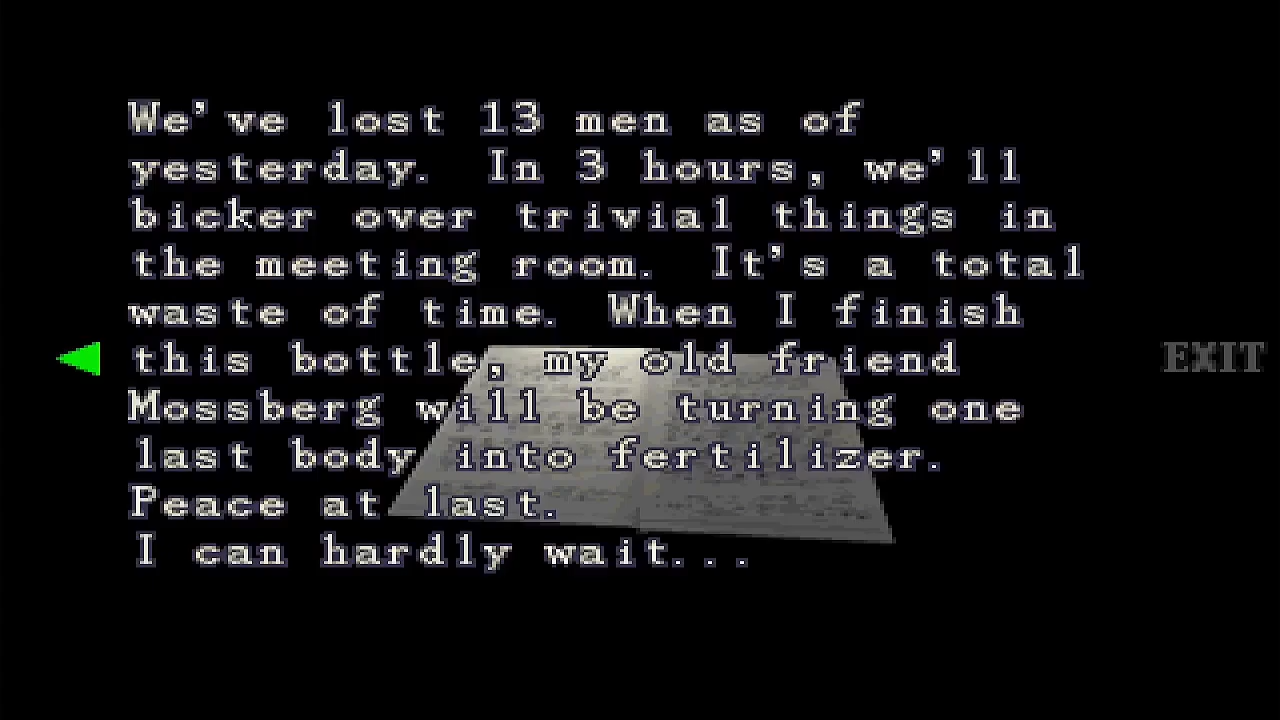 We've lost 13 men as of
yesterday. In 3 hours, we'll
bicker over trivial things in
the meeting room. It's a total
waste of time. When I finish
this bottle, my old friend
Mossberg will be turning one
last body into fertilizer.
Peace at last.
I can hardly wait...
EXIT